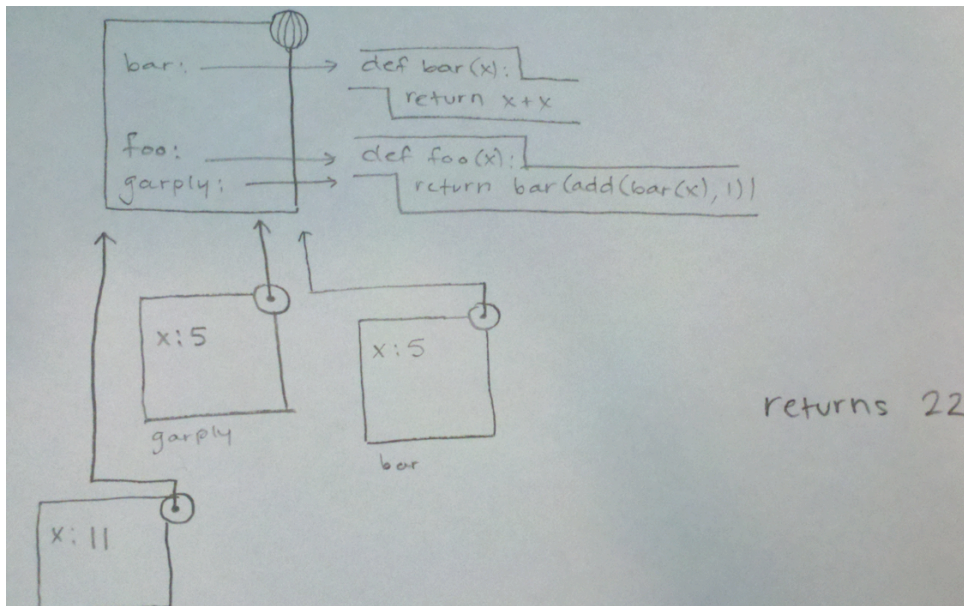 bar:
def bar(x):
return x+x
foo:
def foo(x):
garply:
return bar(add(bar(x), 1))
x: 5
garply
x: 5
bar
returns 22
x: 11